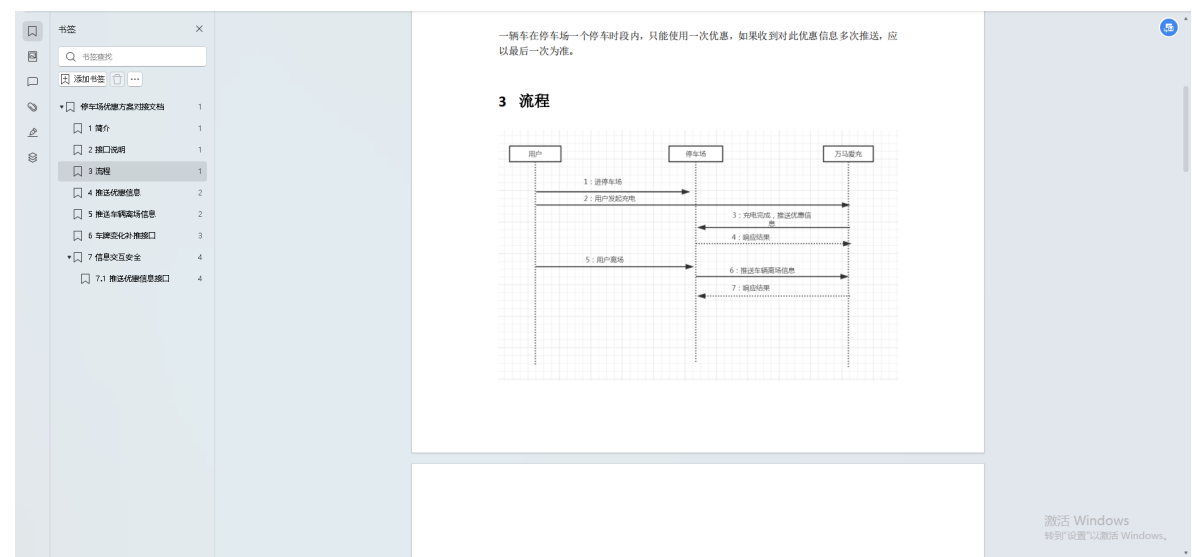 书签
书签查找
添加书签
停车场优惠方案对接文档 1
1 简介 1
2 接口说明 1
3 流程 1
4 推送优惠信息 2
5 推送车辆离场信息 2
6 车牌变化补推接口 3
7 信息交互安全 4
7.1 推送优惠信息接口 4
一辆车在停车场一个停车时段内，只能使用一次优惠，如果收到对此优惠信息多次推送，应
以最后一次为准。
3 流程
用户
停车场
万马爱充
1：进停车场
2：用户发起充电
3：充电完成，推送优惠信
息
4：响应结果
5：用户离场
6：推送车辆离场信息
7：响应结果
激活 Windows
转到"设置"以激活 Windows。